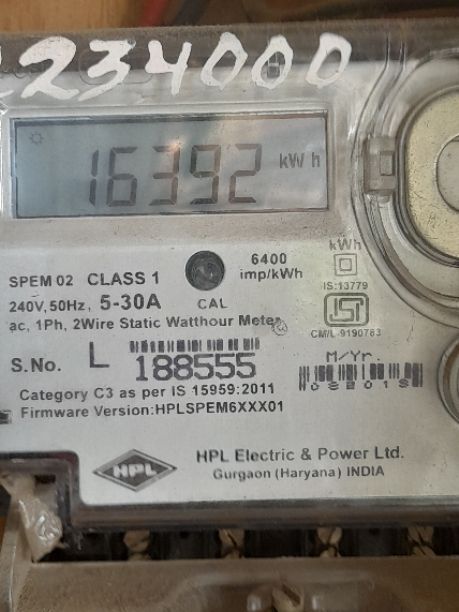 234000
16392 kWh
SPEM 02 CLASS 1
6400 imp/kWh
240V, 50Hz, 5-30A CAL
ac, 1Ph, 2Wire Static Watthour Meter
kWh
IS:13779
ISI
CM/L-9190763
S.No. L 188555
M/Yr.
Category C3 as per IS 15959:2011
Firmware Version:HPLSPEM6XXX01
HPL
HPL Electric & Power Ltd.
Gurgaon (Haryana) INDIA